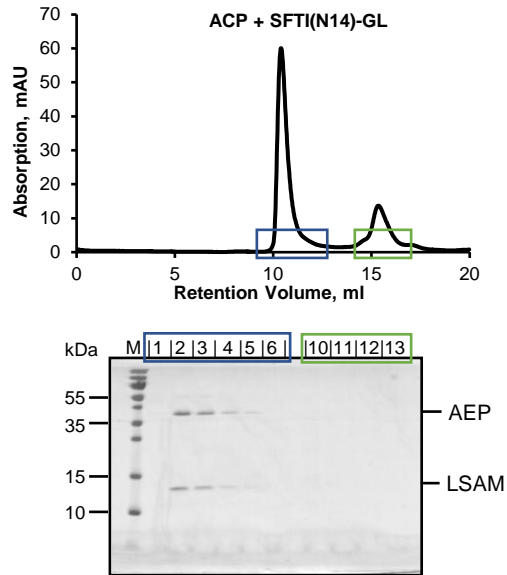 ACP + SFTI(N14)-GL
70
60
50
40
30
20
10
0
Absorption, mAU
0 5 10 15 20
Retention Volume, ml
kDa M |1 |2 |3 |4 |5 |6 | |10|11|12|13
55
35
15
10
AEP
LSAM